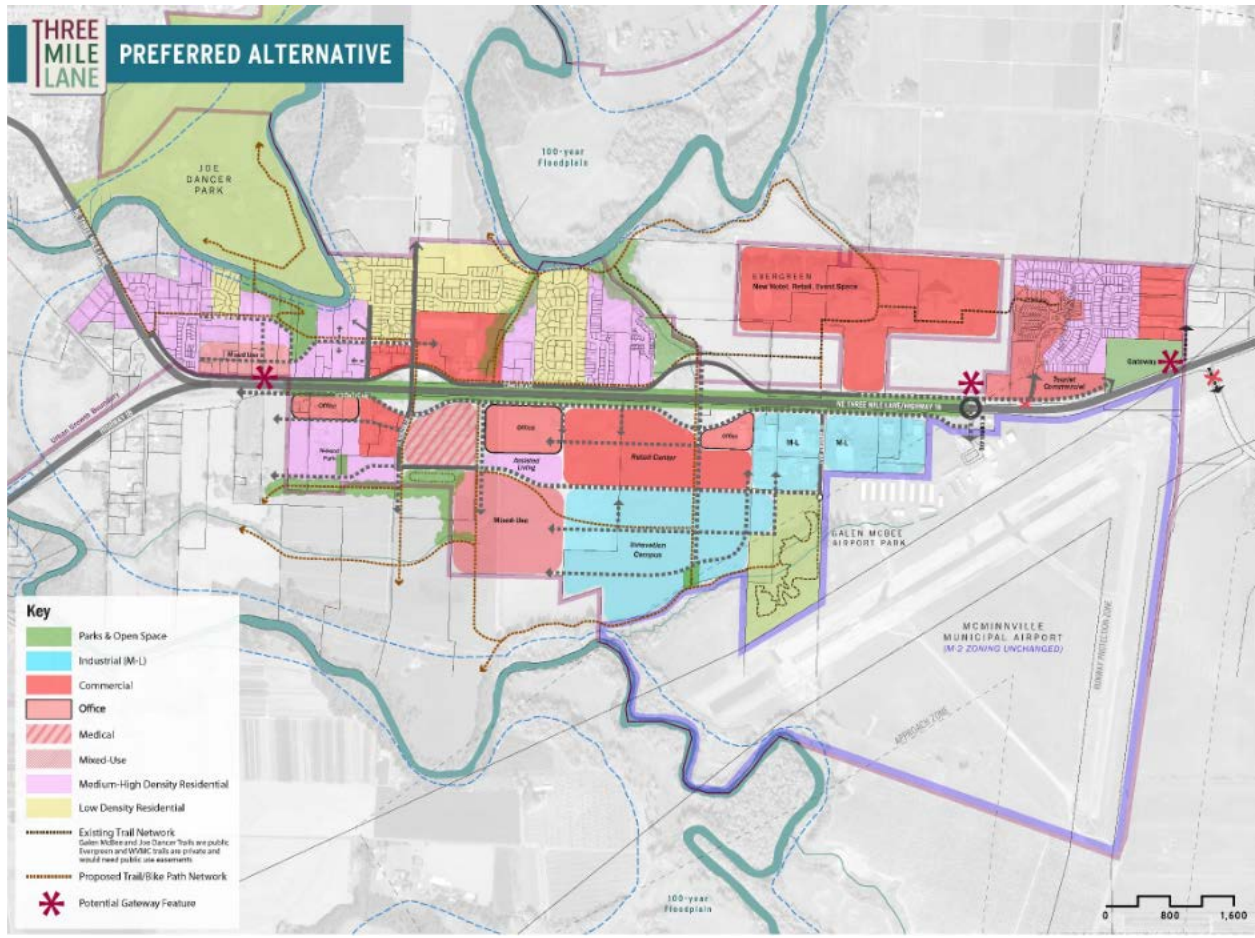 THREE
MILE
LANE
PREFERRED ALTERNATIVE
JOE
DANCER
PARK
100-year
Floodplain
EVERGREEN
New Hotel, Retail, Event Space
Mixed Use
Gateway
Tourist
Commercial
NE THREE MILE LANE/HIGHWAY 18
Urban Growth Boundary
HIGHWAY 18
Office
Office
Office
M-L
M-L
Retail Center
Assisted
Living
Mixed-Use
Innovation
Campus
GALEN MCBEE
AIRPORT PARK
MCMINNVILLE
MUNICIPAL AIRPORT
(M-2 ZONING UNCHANGED)
RUNWAY PROTECTION ZONE
APPROACH ZONE
Key
Parks & Open Space
Industrial (M-L)
Commercial
Office
Medical
Mixed-Use
Medium-High Density Residential
Low Density Residential
Existing Trail Network
Galen McBee and Joe Dancer Trails are public
Evergreen and WVMC trails are private and
would need public use easements
Proposed Trail/Bike Path Network
Potential Gateway Feature
100-year
Floodplain
0 800 1,600